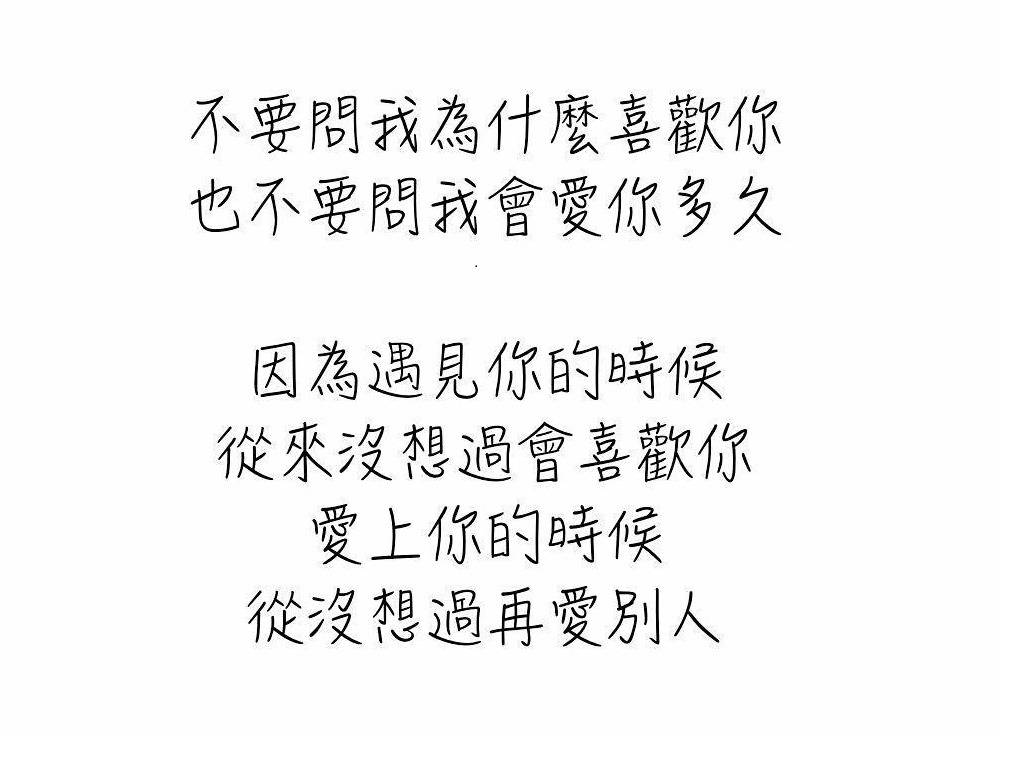 不要問我為什麼喜歡你
也不要問我會愛你多久
因為遇見你的時候
從來沒想過會喜歡你
愛上你的時候
從沒想過再愛別人